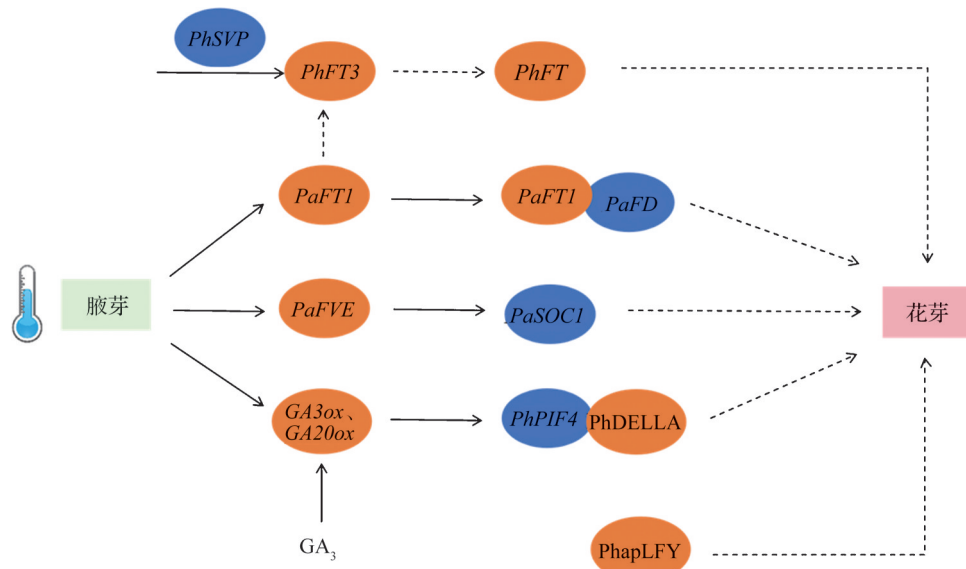 PhSVP
PhFT3
PhFT
PaFT1
PaFT1
PaFD
腋芽
PaFVE
PaSOC1
花芽
GA3ox、
GA20ox
PhPIF4
PhDELLA
GA₃
PhapLFY